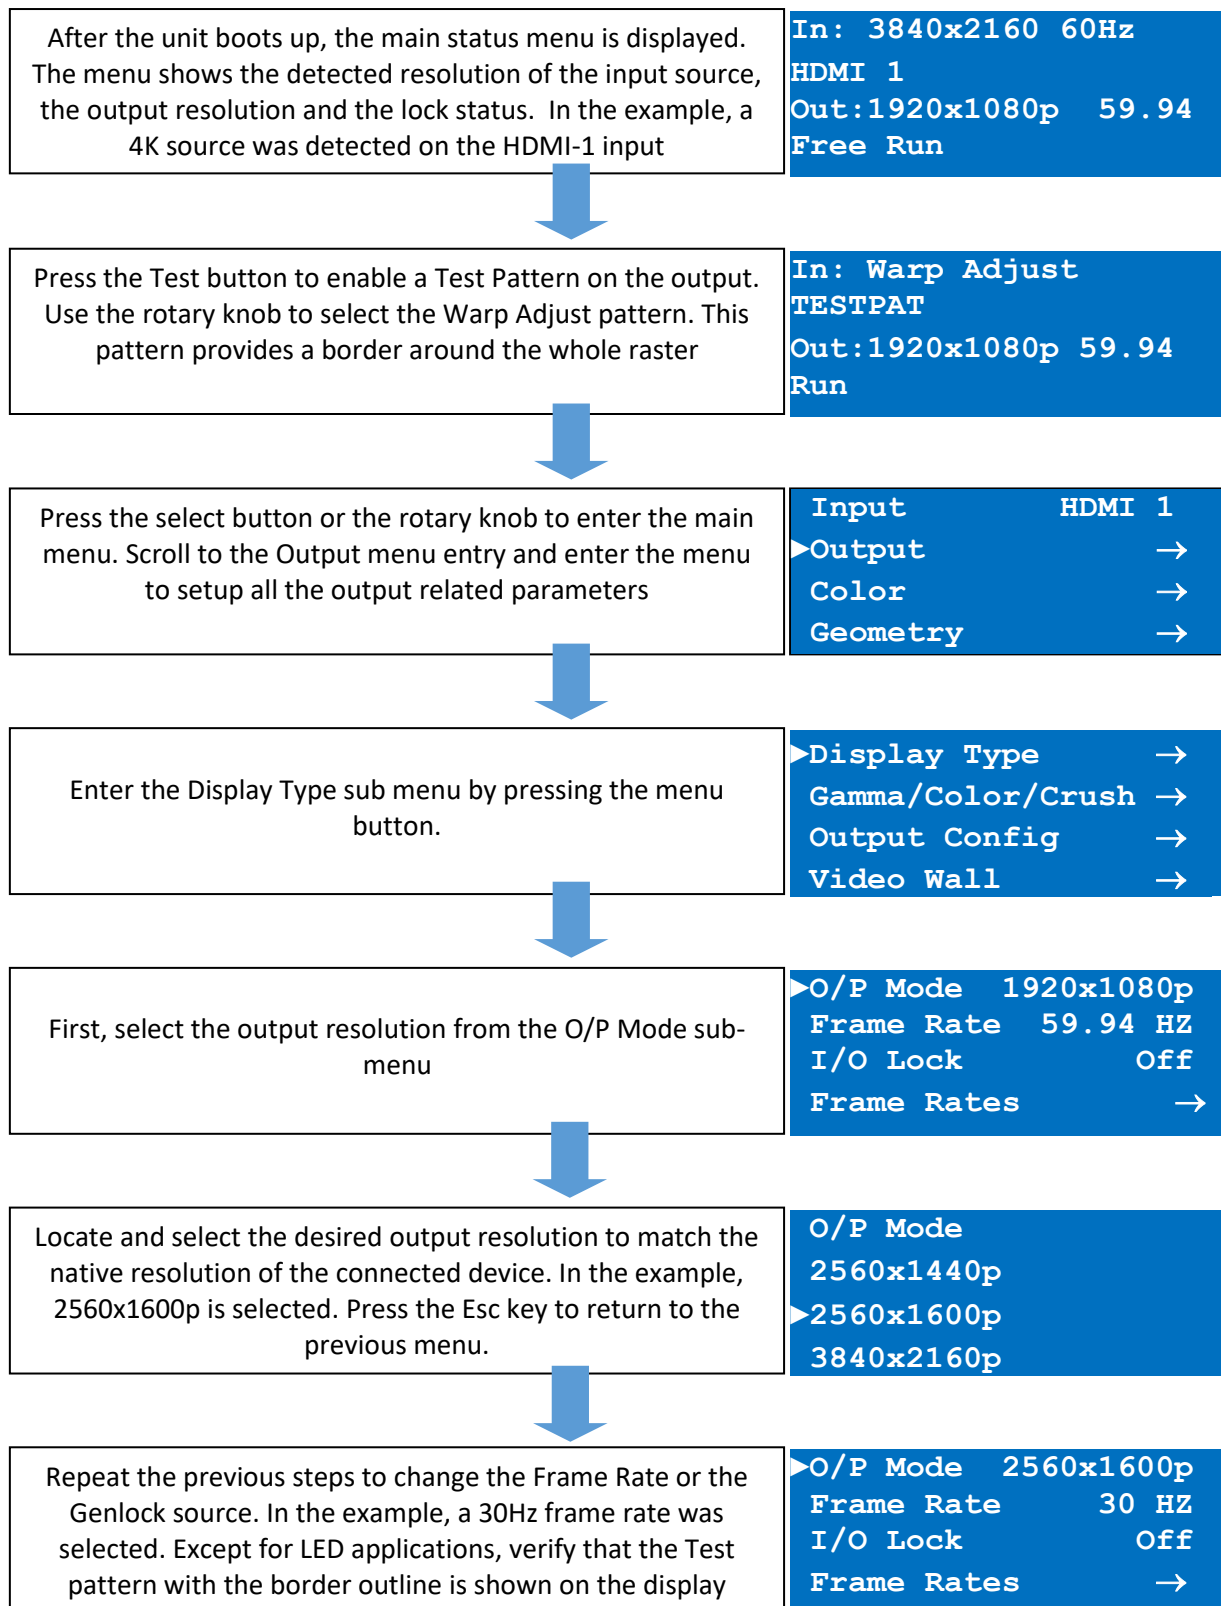 After the unit boots up, the main status menu is displayed.
The menu shows the detected resolution of the input source,
the output resolution and the lock status.  In the example, a
4K source was detected on the HDMI-1 input
In: 3840x2160 60Hz
HDMI 1
Out:1920x1080p  59.94
Free Run
Press the Test button to enable a Test Pattern on the output.
Use the rotary knob to select the Warp Adjust pattern. This
pattern provides a border around the whole raster
In: Warp Adjust
TESTPAT
Out:1920x1080p 59.94
Run
Press the select button or the rotary knob to enter the main
menu. Scroll to the Output menu entry and enter the menu
to setup all the output related parameters
Input HDMI 1
►Output →
Color →
Geometry →
Enter the Display Type sub menu by pressing the menu
button.
►Display Type →
Gamma/Color/Crush →
Output Config →
Video Wall →
First, select the output resolution from the O/P Mode sub-
menu
►O/P Mode 1920x1080p
Frame Rate 59.94 HZ
I/O Lock Off
Frame Rates →
Locate and select the desired output resolution to match the
native resolution of the connected device. In the example,
2560x1600p is selected. Press the Esc key to return to the
previous menu.
O/P Mode
2560x1440p
►2560x1600p
3840x2160p
Repeat the previous steps to change the Frame Rate or the
Genlock source. In the example, a 30Hz frame rate was
selected. Except for LED applications, verify that the Test
pattern with the border outline is shown on the display
►O/P Mode 2560x1600p
Frame Rate 30 HZ
I/O Lock Off
Frame Rates →